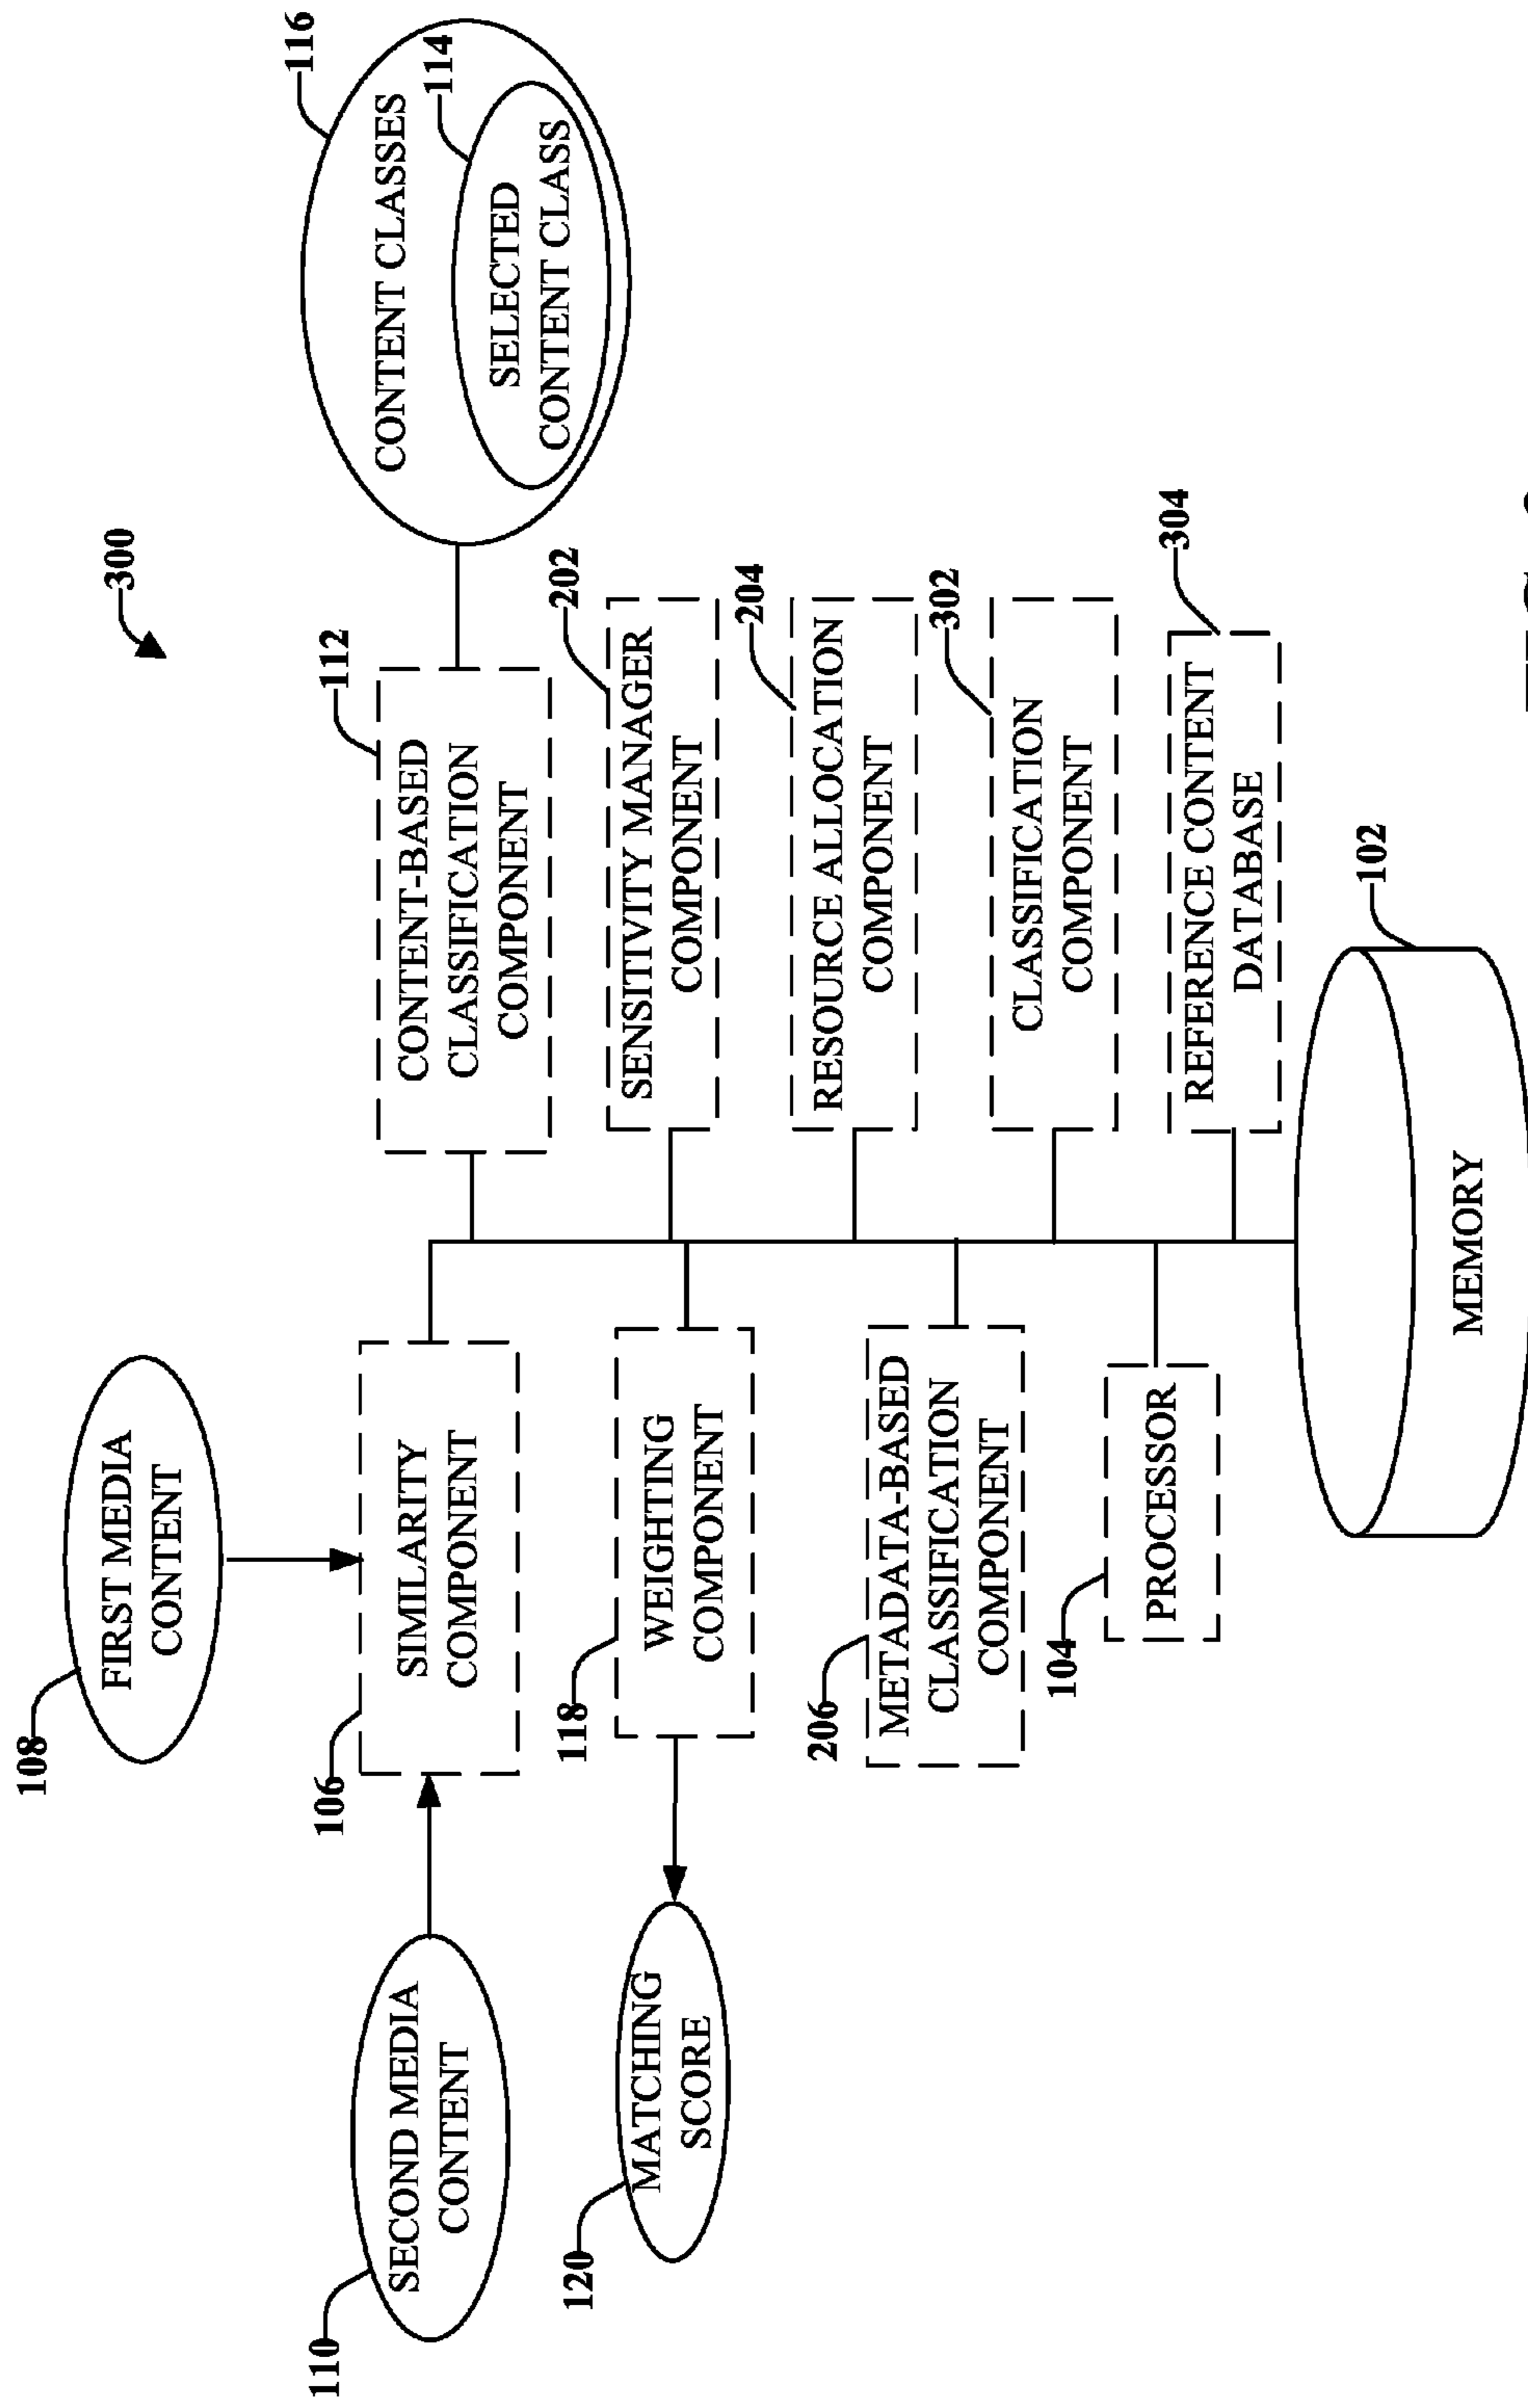 300
108
FIRST MEDIA
CONTENT
116
CONTENT CLASSES
114
SELECTED
CONTENT CLASS
110
SECOND MEDIA
CONTENT
106
SIMILARITY
COMPONENT
112
CONTENT-BASED
CLASSIFICATION
COMPONENT
120
MATCHING
SCORE
118
WEIGHTING
COMPONENT
202
SENSITIVITY MANAGER
COMPONENT
204
RESOURCE ALLOCATION
COMPONENT
206
METADATA-BASED
CLASSIFICATION
COMPONENT
302
CLASSIFICATION
COMPONENT
104
PROCESSOR
304
REFERENCE CONTENT
DATABASE
102
MEMORY